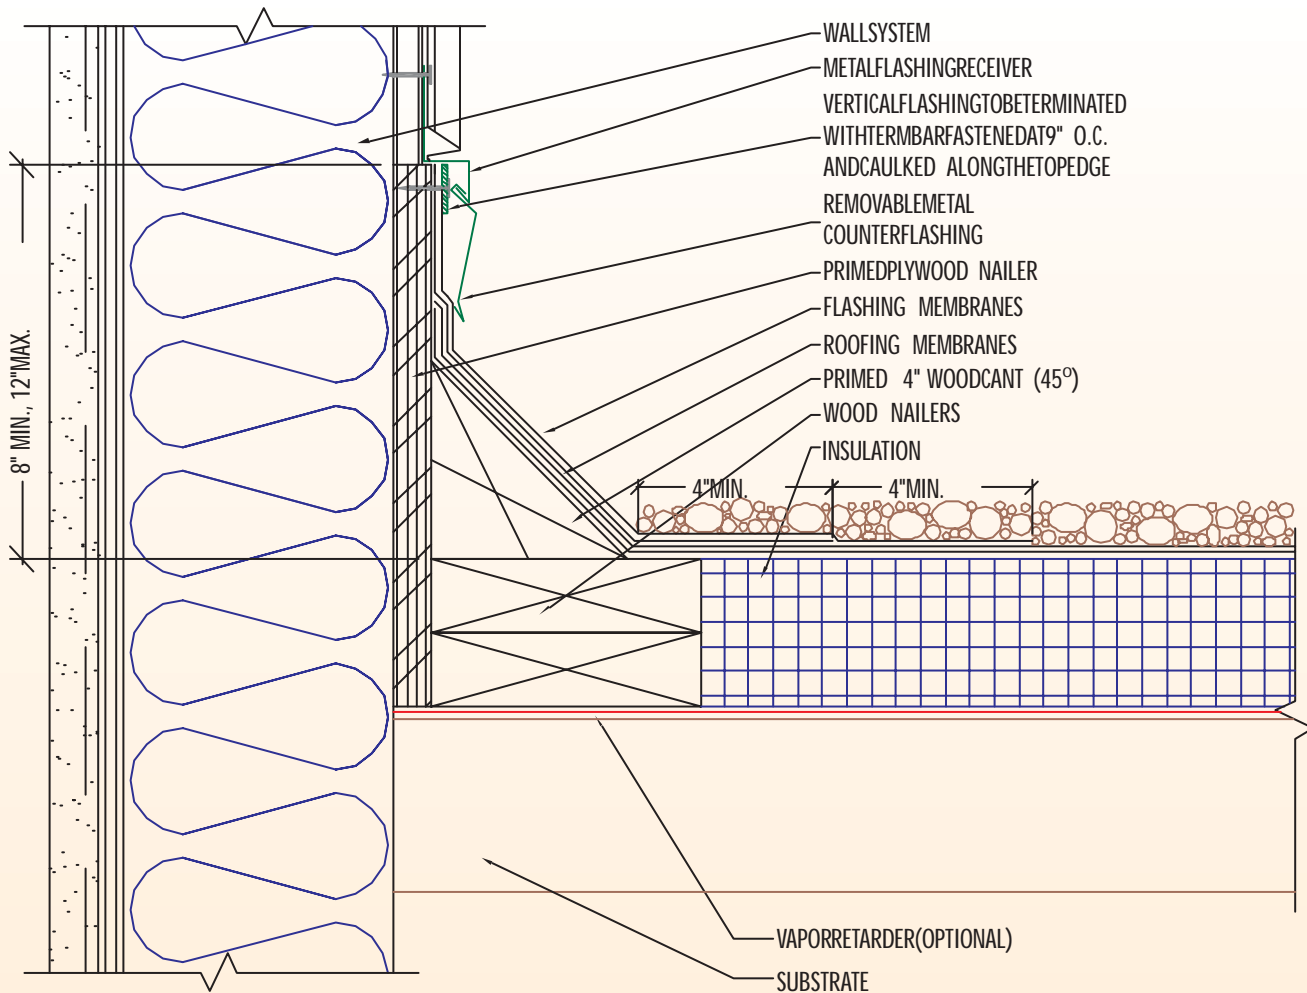 WALLSYSTEM
METALFLASHINGRECEIVER
VERTICALFLASHINGTOBETERMINATED
WITHTERMBARFASTENEDAT9" O.C.
ANDCAULKED ALONGTHETOPEDGE
REMOVABLEMETAL
COUNTERFLASHING
PRIMEDPLYWOOD NAILER
FLASHING MEMBRANES
ROOFING MEMBRANES
PRIMED 4" WOODCANT (45°)
WOOD NAILERS
INSULATION
4"MIN.
4"MIN.
8" MIN., 12"MAX.
VAPORRETARDER(OPTIONAL)
SUBSTRATE